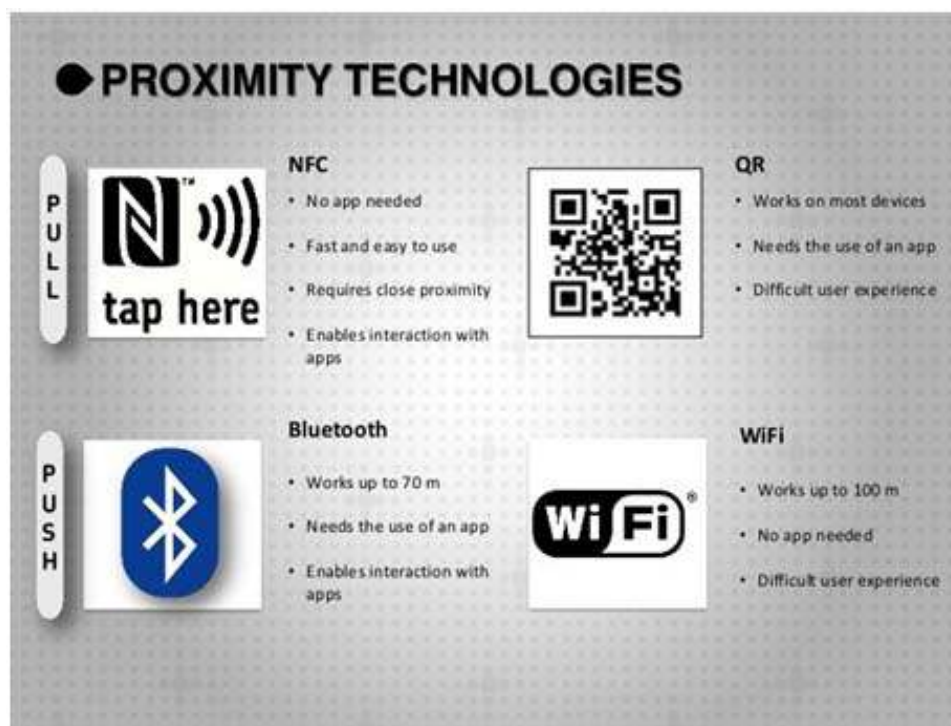 PROXIMITY TECHNOLOGIES
PULL
N™
tap here
NFC
• No app needed
• Fast and easy to use
• Requires close proximity
• Enables interaction with
apps
QR
• Works on most devices
• Needs the use of an app
• Difficult user experience
PUSH
Bluetooth
• Works up to 70 m
• Needs the use of an app
• Enables interaction with
apps
Wi Fi®
WiFi
• Works up to 100 m
• No app needed
• Difficult user experience